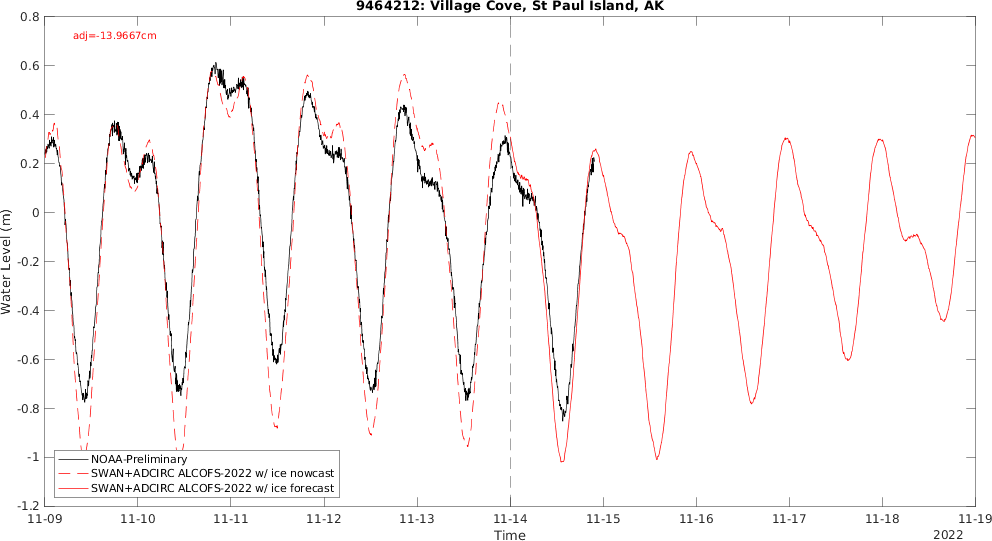 9464212: Village Cove, St Paul Island, AK
adj=-13.9667cm
Water Level (m)
0.8
0.6
0.4
0.2
0
-0.2
-0.4
-0.6
-0.8
-1
-1.2
NOAA-Preliminary
SWAN+ADCIRC ALCOFS-2022 w/ ice nowcast
SWAN+ADCIRC ALCOFS-2022 w/ ice forecast
11-09 11-10 11-11 11-12 11-13 11-14 11-15 11-16 11-17 11-18 11-19
Time
2022